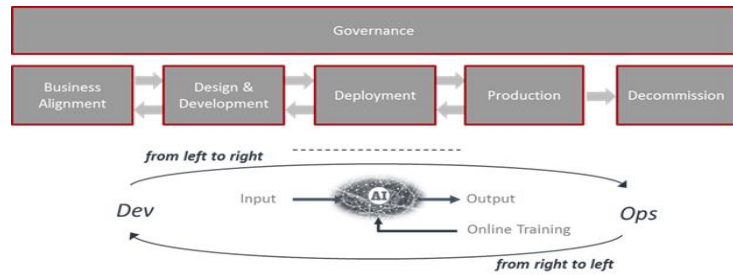 Governance
Business
Alignment
Design &
Development
Deployment
Production
Decommission
from left to right
Input
AI
Output
Dev
Ops
Online Training
from right to left